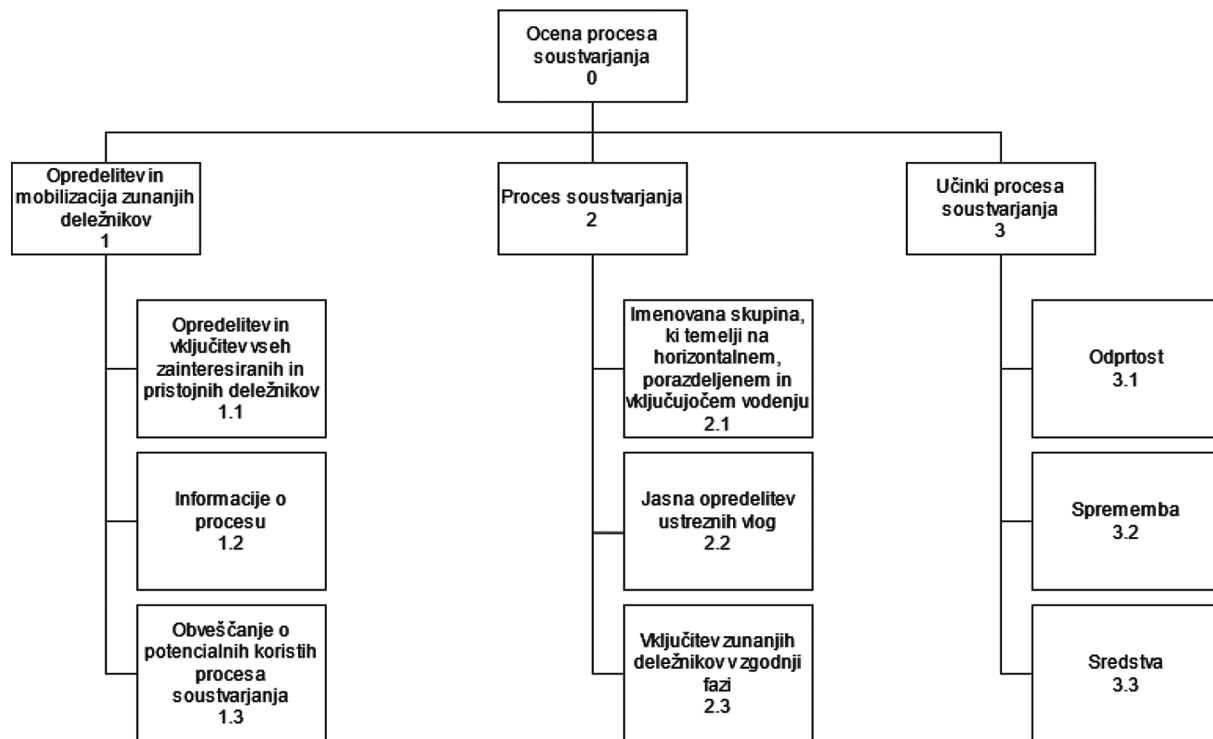 Ocena procesa
soustvarjanja
0
Opredelitev in
mobilizacija zunanjih
deležnikov
1
Proces soustvarjanja
2
Učinki procesa
soustvarjanja
3
Opredelitev in
vključitev vseh
zainteresiranih in
pristojnih deležnikov
1.1
Informacije o
procesu
1.2
Obveščanje o
potencialnih koristih
procesa
soustvarjanja
1.3
Imenovana skupina,
ki temelji na
horizontalnem,
porazdeljenem in
vključujočem vodenju
2.1
Jasna opredelitev
ustreznih vlog
2.2
Vključitev zunanjih
deležnikov v zgodnji
fazi
2.3
Odprtost
3.1
Sprememba
3.2
Sredstva
3.3